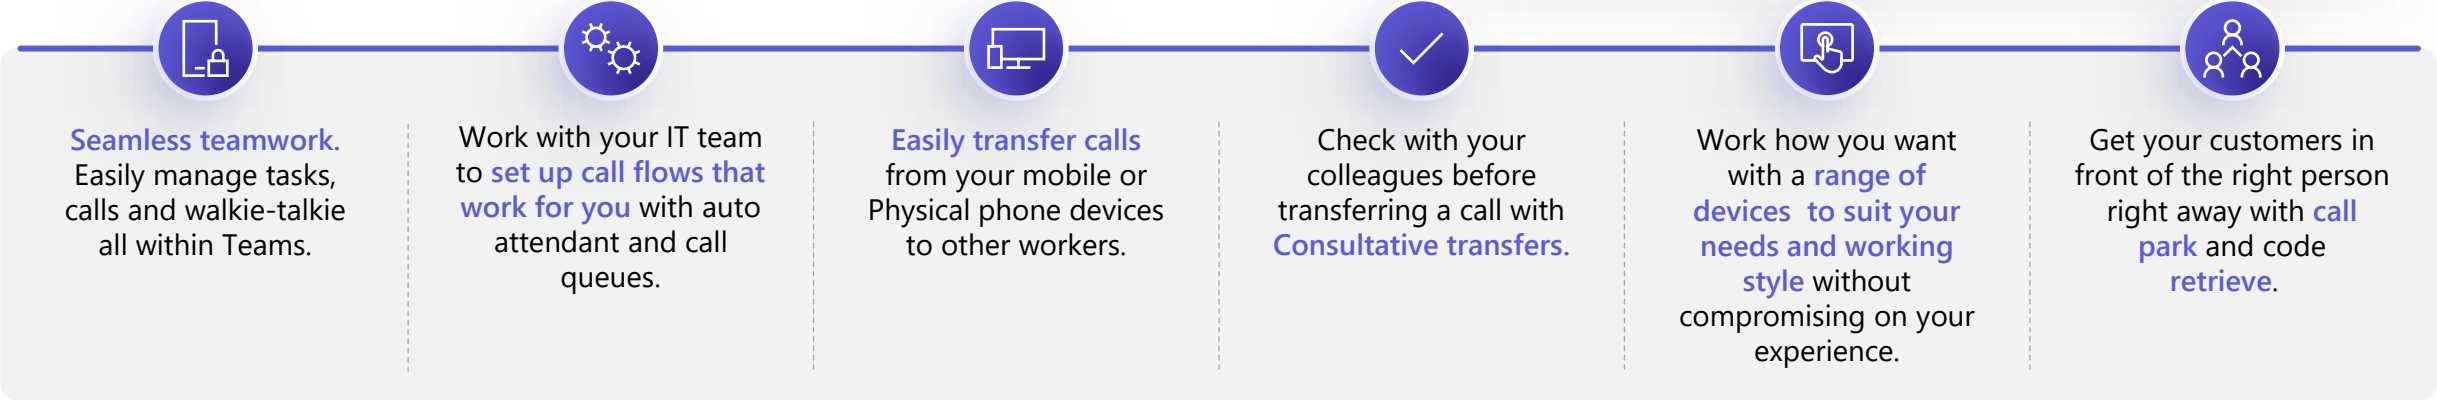 Seamless teamwork.
Easily manage tasks,
calls and walkie-talkie
all within Teams.
Work with your IT team
to set up call flows that
work for you with auto
attendant and call
queues.
Easily transfer calls
from your mobile or
Physical phone devices
to other workers.
Check with your
colleagues before
transferring a call with
Consultative transfers.
Work how you want
with a range of
devices  to suit your
needs and working
style without
compromising on your
experience.
Get your customers in
front of the right person
right away with call
park and code
retrieve.